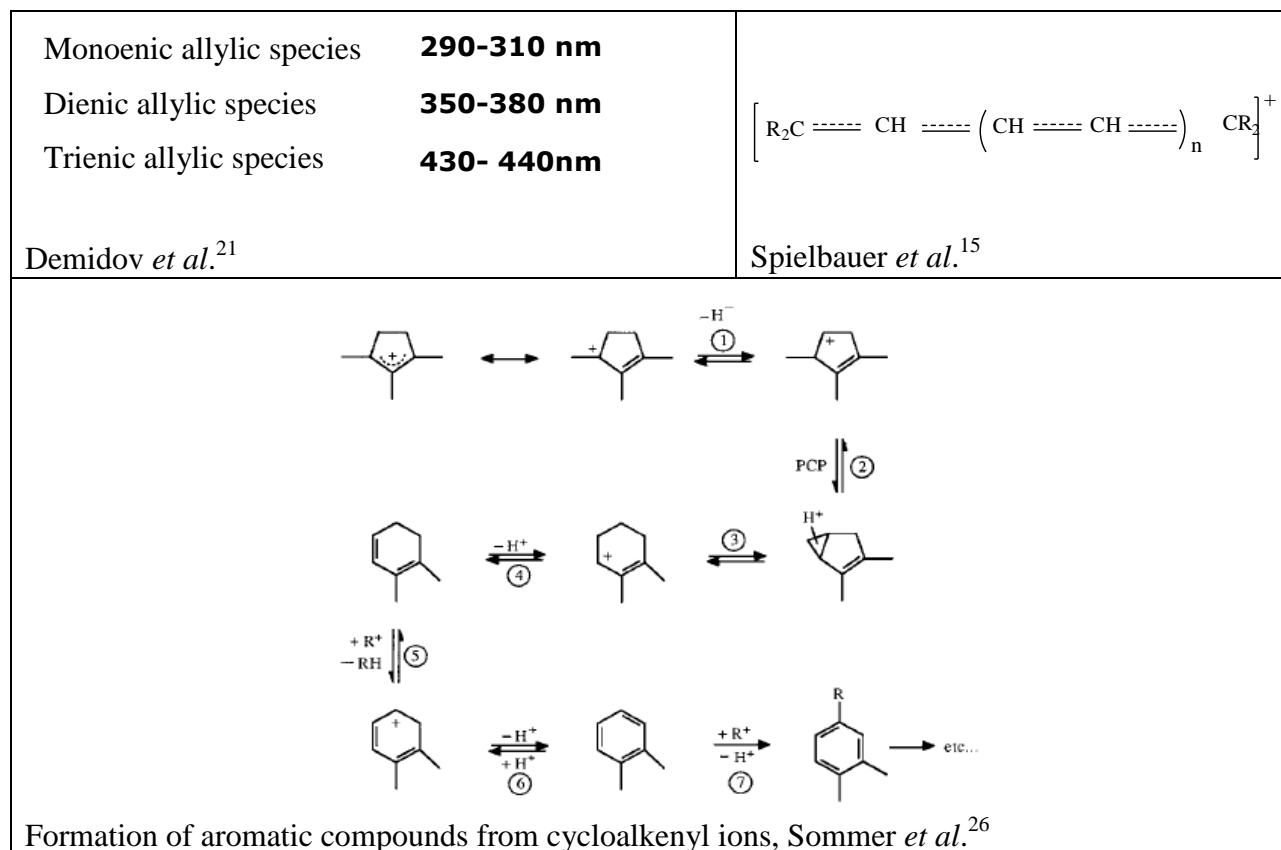 Monoenic allylic species 290-310 nm
Dienic allylic species 350-380 nm
Trienic allylic species 430- 440nm
Demidov et al.21
[ R2C CH ( CH CH )n CR2 ]+
Spielbauer et al.15
+ + −H− ① +
PCP ②
H+
−H+ ④ + ③
+ R+
− RH ⑤
R
+ −H+ + R+
+H+ − H+ etc...
⑥ ⑦
Formation of aromatic compounds from cycloalkenyl ions, Sommer et al.26